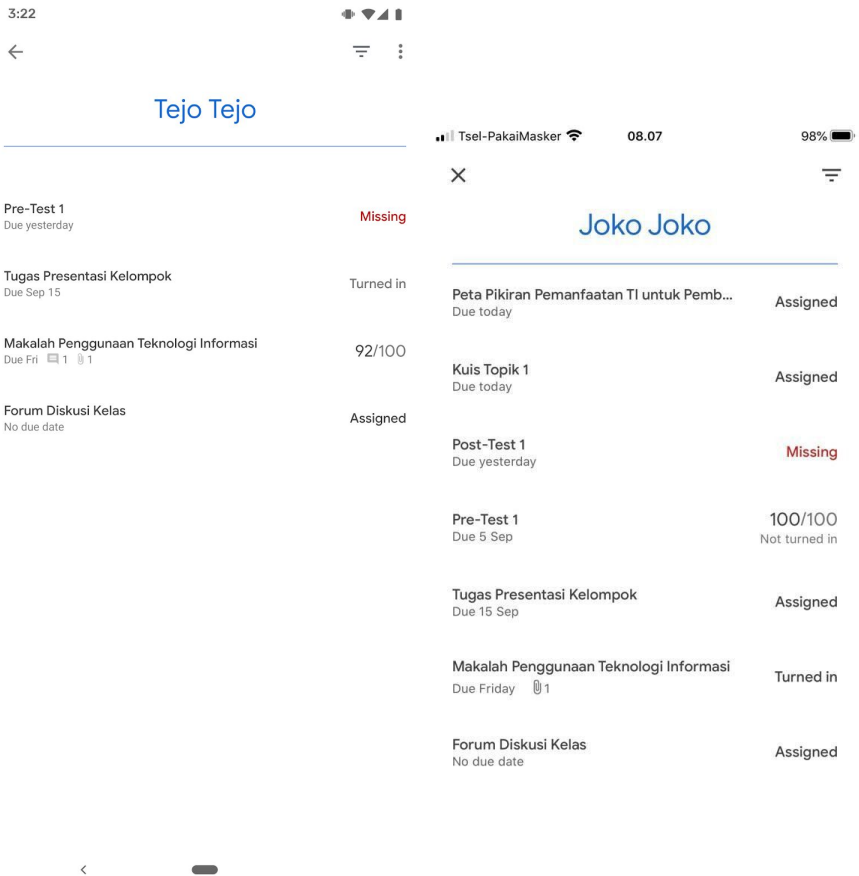 3:22
Tejo Tejo
Pre-Test 1
Due yesterday
Missing
Tugas Presentasi Kelompok
Due Sep 15
Turned in
Makalah Penggunaan Teknologi Informasi
Due Fri 1 1
92/100
Forum Diskusi Kelas
No due date
Assigned
Tsel-PakaiMasker 08.07 98%
Joko Joko
Peta Pikiran Pemanfaatan TI untuk Pemb...
Due today
Assigned
Kuis Topik 1
Due today
Assigned
Post-Test 1
Due yesterday
Missing
Pre-Test 1
Due 5 Sep
100/100
Not turned in
Tugas Presentasi Kelompok
Due 15 Sep
Assigned
Makalah Penggunaan Teknologi Informasi
Due Friday 1
Turned in
Forum Diskusi Kelas
No due date
Assigned